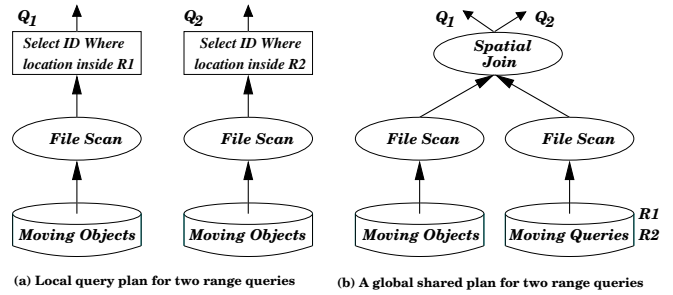 Q1
Select ID Where
location inside R1
File Scan
Moving Objects
Q2
Select ID Where
location inside R2
File Scan
Moving Objects
(a) Local query plan for two range queries
Q1
Q2
Spatial
Join
File Scan
File Scan
Moving Objects
Moving Queries
R1
R2
(b) A global shared plan for two range queries